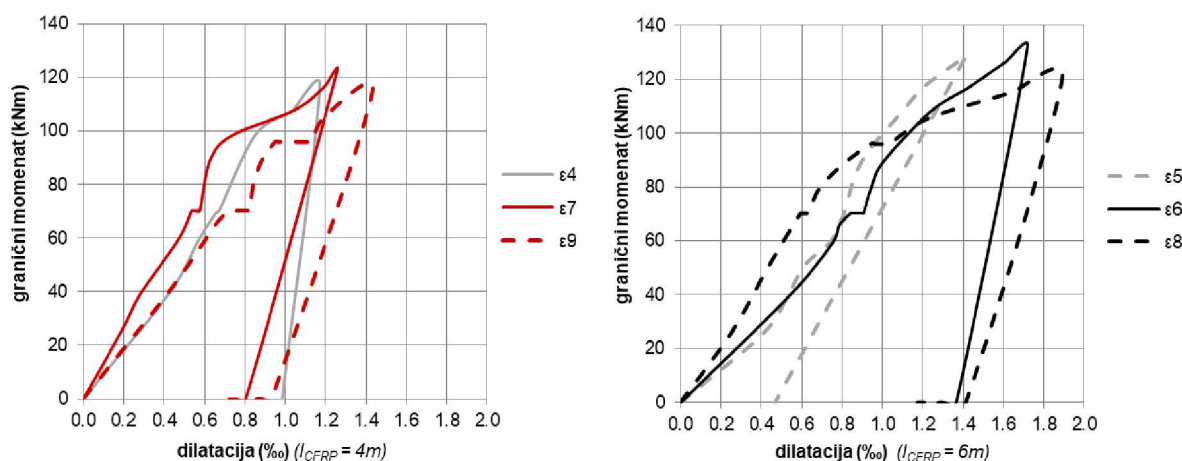 granični momenat (kNm)
140
120
100
80
60
40
20
0
0.0 0.2 0.4 0.6 0.8 1.0 1.2 1.4 1.6 1.8 2.0
dilatacija (‰) (l_CFRP = 4m)
ε4
ε7
ε9
granični momenat (kNm)
140
120
100
80
60
40
20
0
0.0 0.2 0.4 0.6 0.8 1.0 1.2 1.4 1.6 1.8 2.0
dilatacija (‰) (l_CFRP = 6m)
ε5
ε6
ε8